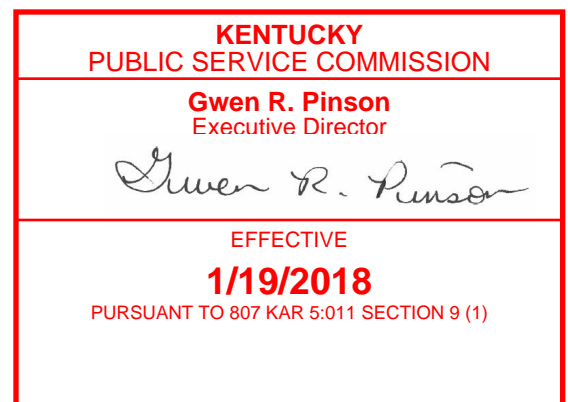 KENTUCKY
PUBLIC SERVICE COMMISSION
Gwen R. Pinson
Executive Director
Gwen R. Pinson
EFFECTIVE
1/19/2018
PURSUANT TO 807 KAR 5:011 SECTION 9 (1)